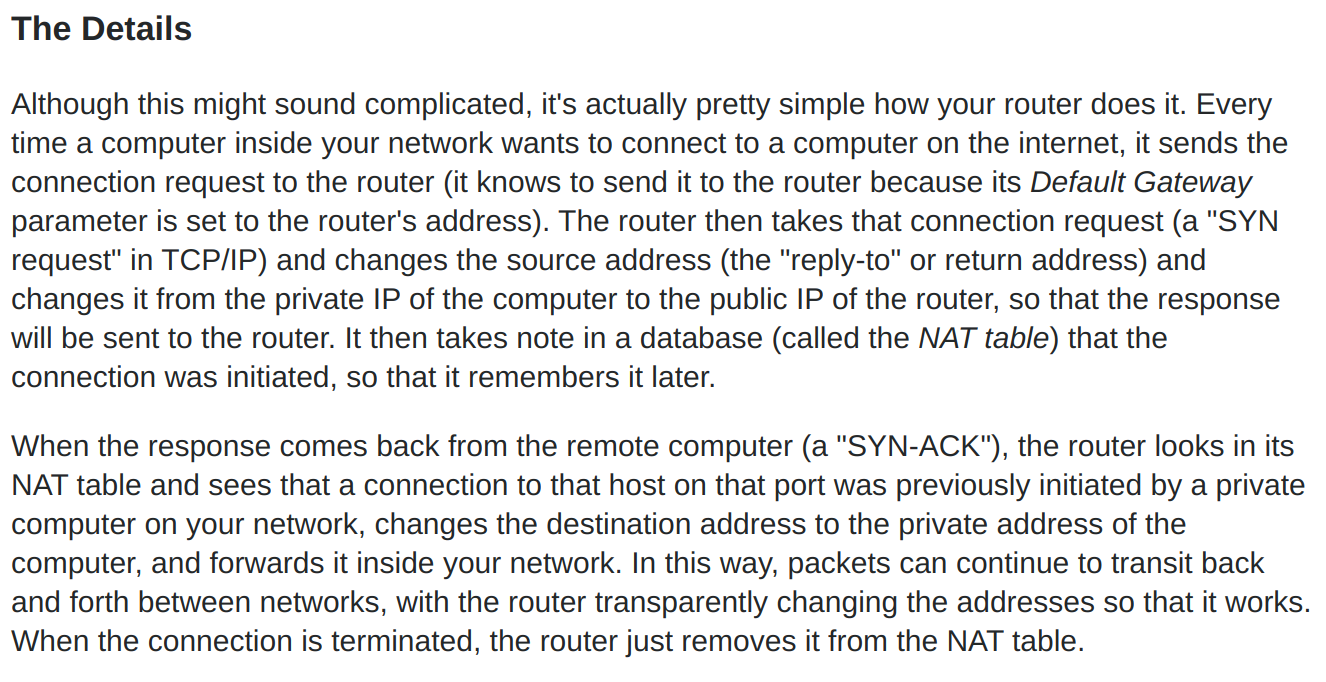 The Details
Although this might sound complicated, it's actually pretty simple how your router does it. Every
time a computer inside your network wants to connect to a computer on the internet, it sends the
connection request to the router (it knows to send it to the router because its Default Gateway
parameter is set to the router's address). The router then takes that connection request (a "SYN
request" in TCP/IP) and changes the source address (the "reply-to" or return address) and
changes it from the private IP of the computer to the public IP of the router, so that the response
will be sent to the router. It then takes note in a database (called the NAT table) that the
connection was initiated, so that it remembers it later.
When the response comes back from the remote computer (a "SYN-ACK"), the router looks in its
NAT table and sees that a connection to that host on that port was previously initiated by a private
computer on your network, changes the destination address to the private address of the
computer, and forwards it inside your network. In this way, packets can continue to transit back
and forth between networks, with the router transparently changing the addresses so that it works.
When the connection is terminated, the router just removes it from the NAT table.